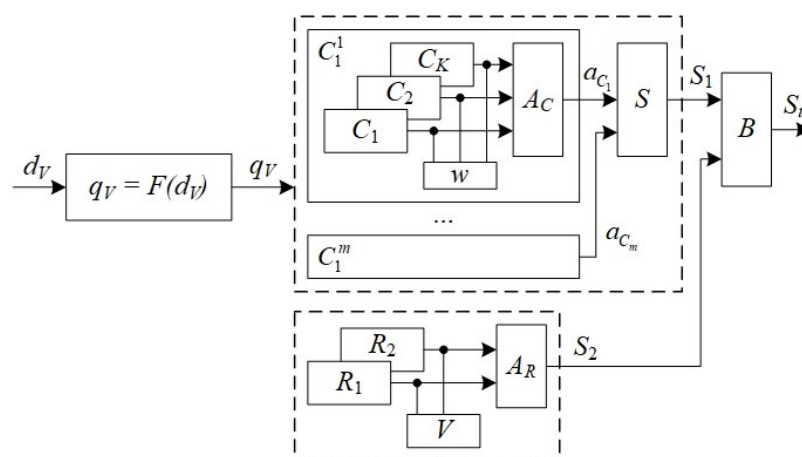 d_V
q_V = F(d_V)
q_V
C_1^1
C_K
C_2
C_1
w
A_C
a_{C_1}
S
S_1
B
...
C_1^m
a_{C_m}
R_2
R_1
V
A_R
S_2